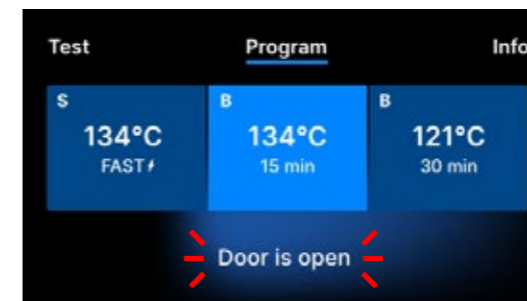 Test Program Info
S B B
134°C 134°C 121°C
FAST 15 min 30 min
Door is open